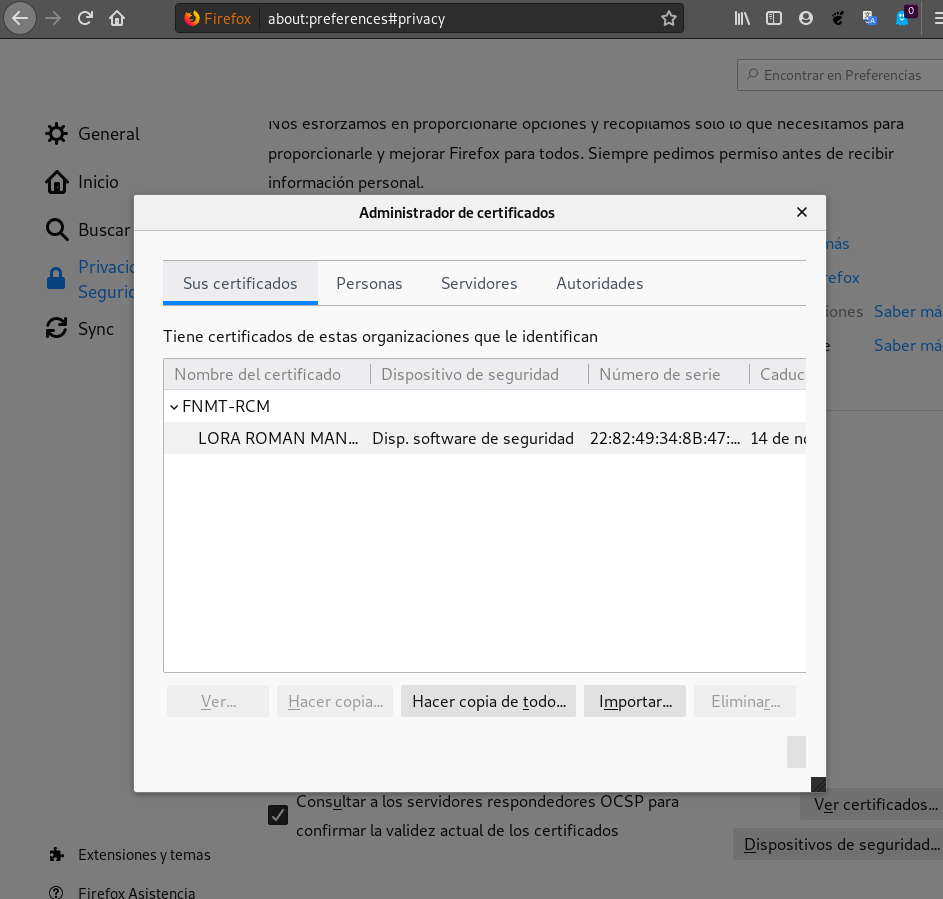 Firefox
about:preferences#privacy
0
Encontrar en Preferencias
General
Inicio
Buscar
Privacid
Segurid
Sync
Nos esforzamos en proporcionarle opciones y recopilamos solo lo que necesitamos para
proporcionarle y mejorar Firefox para todos. Siempre pedimos permiso antes de recibir
información personal.
más
refox
iones Saber má
e Saber má
Administrador de certificados
Sus certificados Personas Servidores Autoridades
Tiene certificados de estas organizaciones que le identifican
Nombre del certificado Dispositivo de seguridad Número de serie Caduc
FNMT-RCM
LORA ROMAN MAN... Disp. software de seguridad 22:82:49:34:8B:47:... 14 de no
Ver... Hacer copia... Hacer copia de todo... Importar... Eliminar...
Consultar a los servidores respondedores OCSP para
confirmar la validez actual de los certificados
Ver certificados...
Dispositivos de seguridad...
Extensiones y temas
Firefox Asistencia